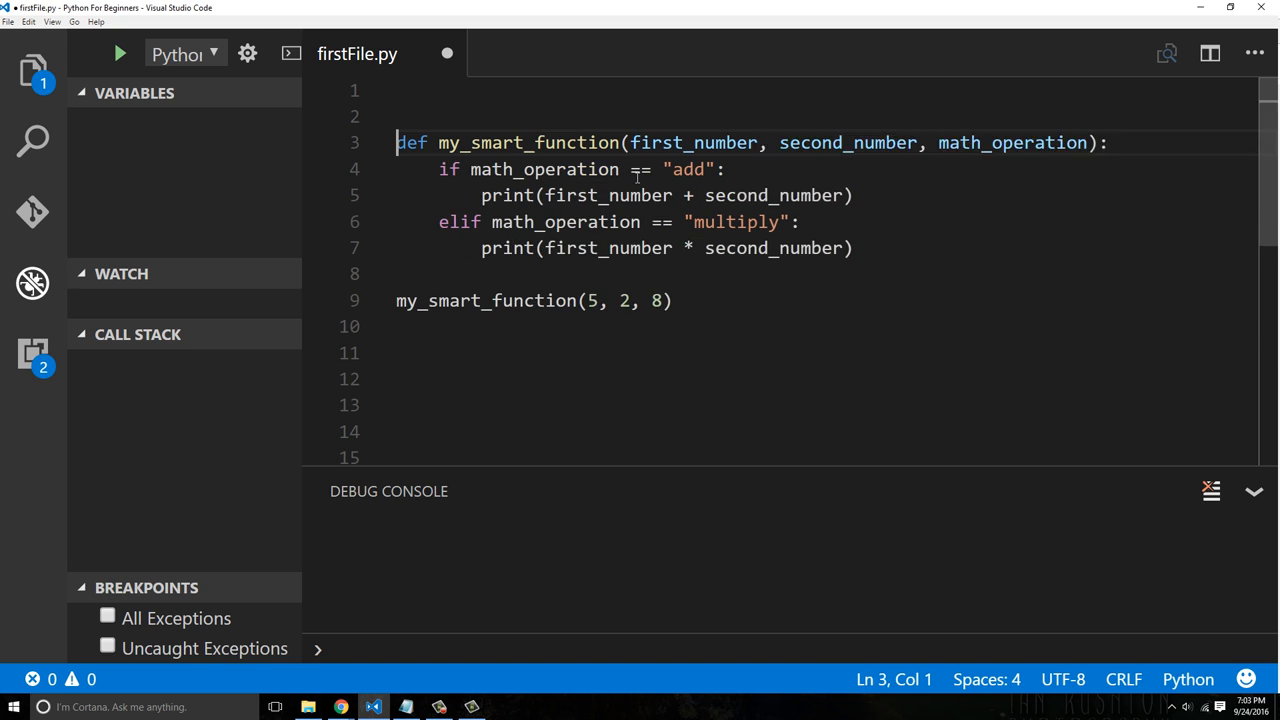 ● firstFile.py - Python For Beginners - Visual Studio Code
File Edit View Go Help
Python
firstFile.py
1
VARIABLES
WATCH
CALL STACK
2
BREAKPOINTS
All Exceptions
Uncaught Exceptions
1
2
3 def my_smart_function(first_number, second_number, math_operation):
4 if math_operation == "add":
5 print(first_number + second_number)
6 elif math_operation == "multiply":
7 print(first_number * second_number)
8
9 my_smart_function(5, 2, 8)
10
11
12
13
14
15
DEBUG CONSOLE
0 0
Ln 3, Col 1 Spaces: 4 UTF-8 CRLF Python
I'm Cortana. Ask me anything.
7:03 PM
9/24/2016